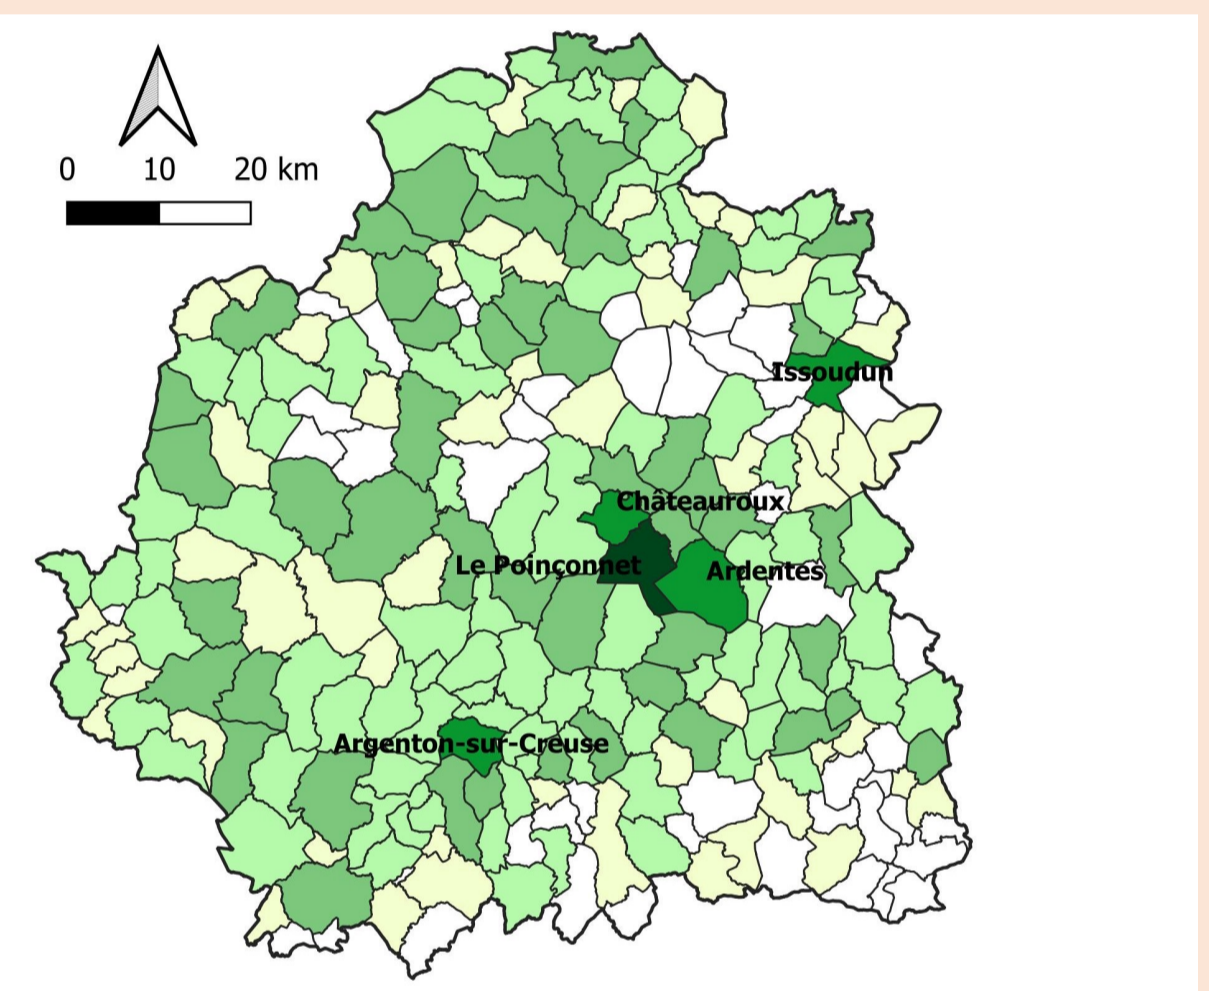 0 10 20 km
Issoudun
Châteauroux
Le Poinçonnet
Ardentes
Argenton-sur-Creuse